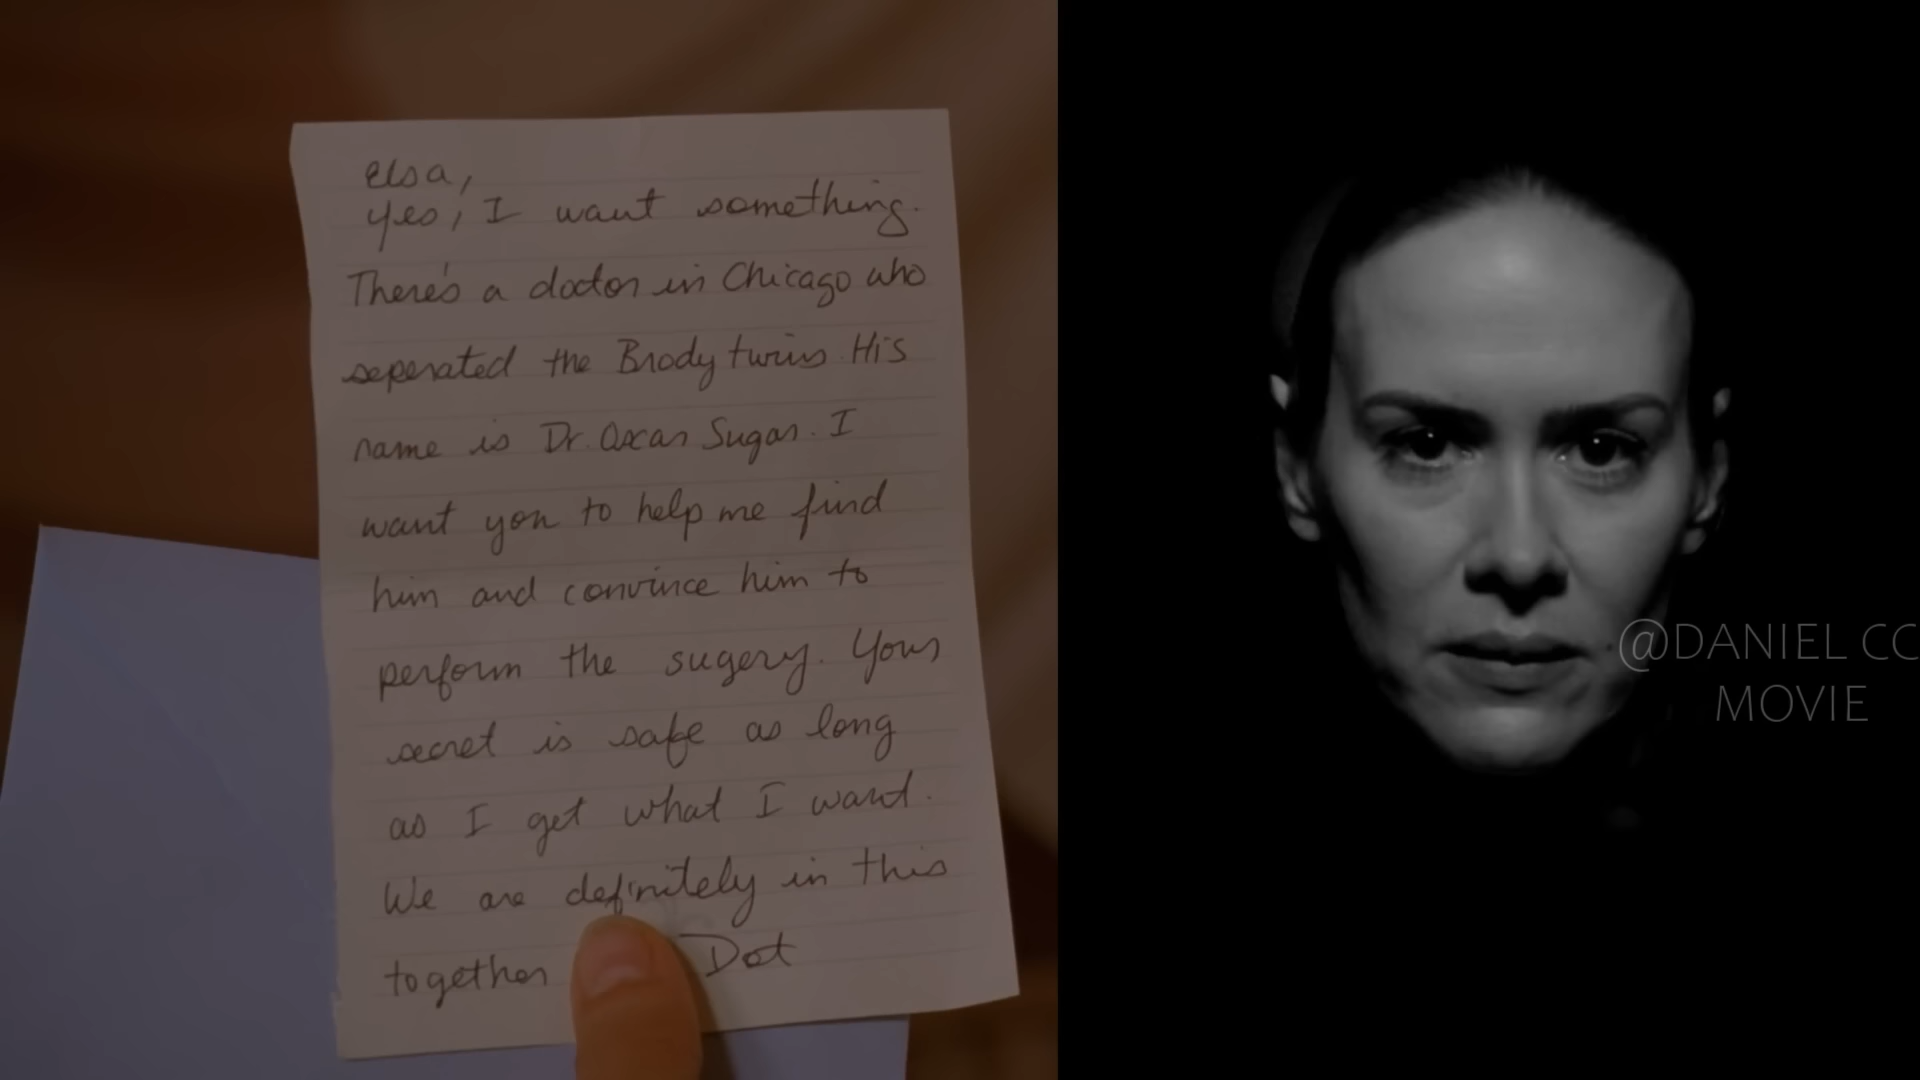 elsa,
yes, I want something.
There's a doctor in Chicago who
seperated the Brody twins. His
name is Dr. Oscar Sugar. I
want you to help me find
him and convince him to
perform the sugery. Your
secret is safe as long
as I get what I want.
We are definitely in this
together
Dot
@DANIEL CC
MOVIE